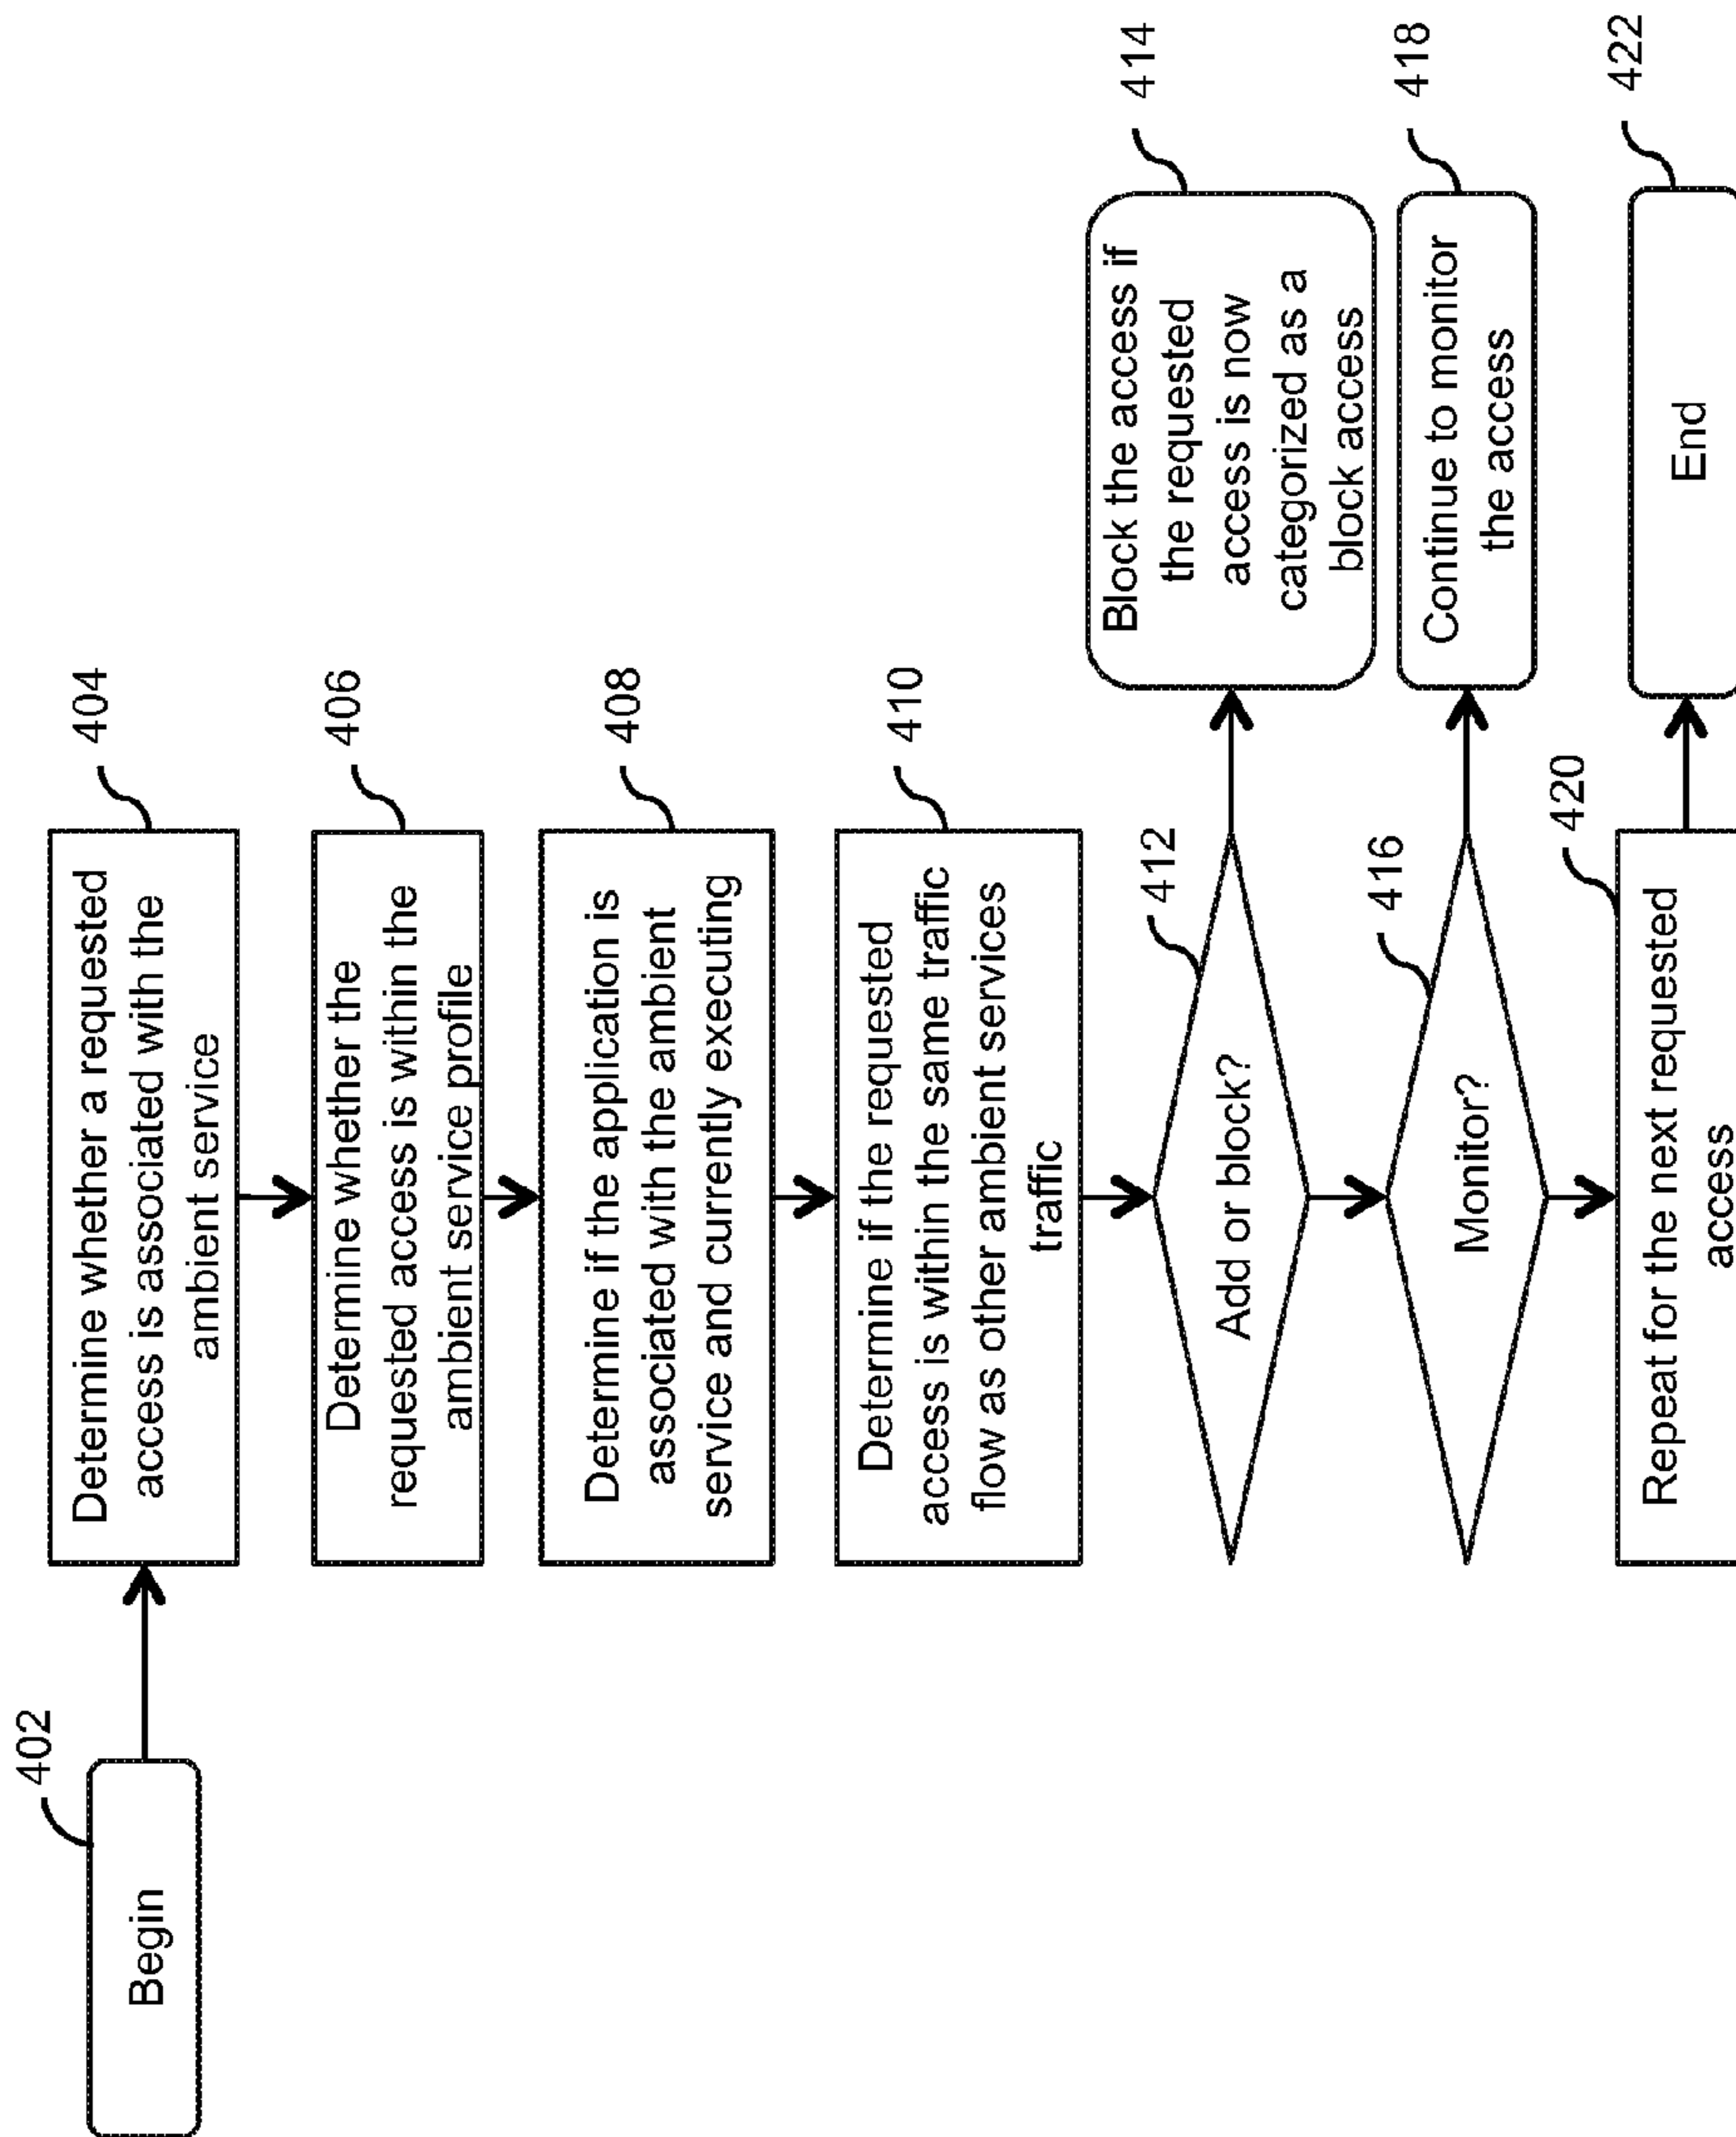 402
Begin
404
Determine whether a requested
access is associated with the
ambient service
406
Determine whether the
requested access is within the
ambient service profile
408
Determine if the application is
associated with the ambient
service and currently executing
410
Determine if the requested
access is within the same traffic
flow as other ambient services
traffic
412
Add or block?
414
Block the access if
the requested
access is now
categorized as a
block access
416
Monitor?
418
Continue to monitor
the access
420
Repeat for the next requested
access
422
End